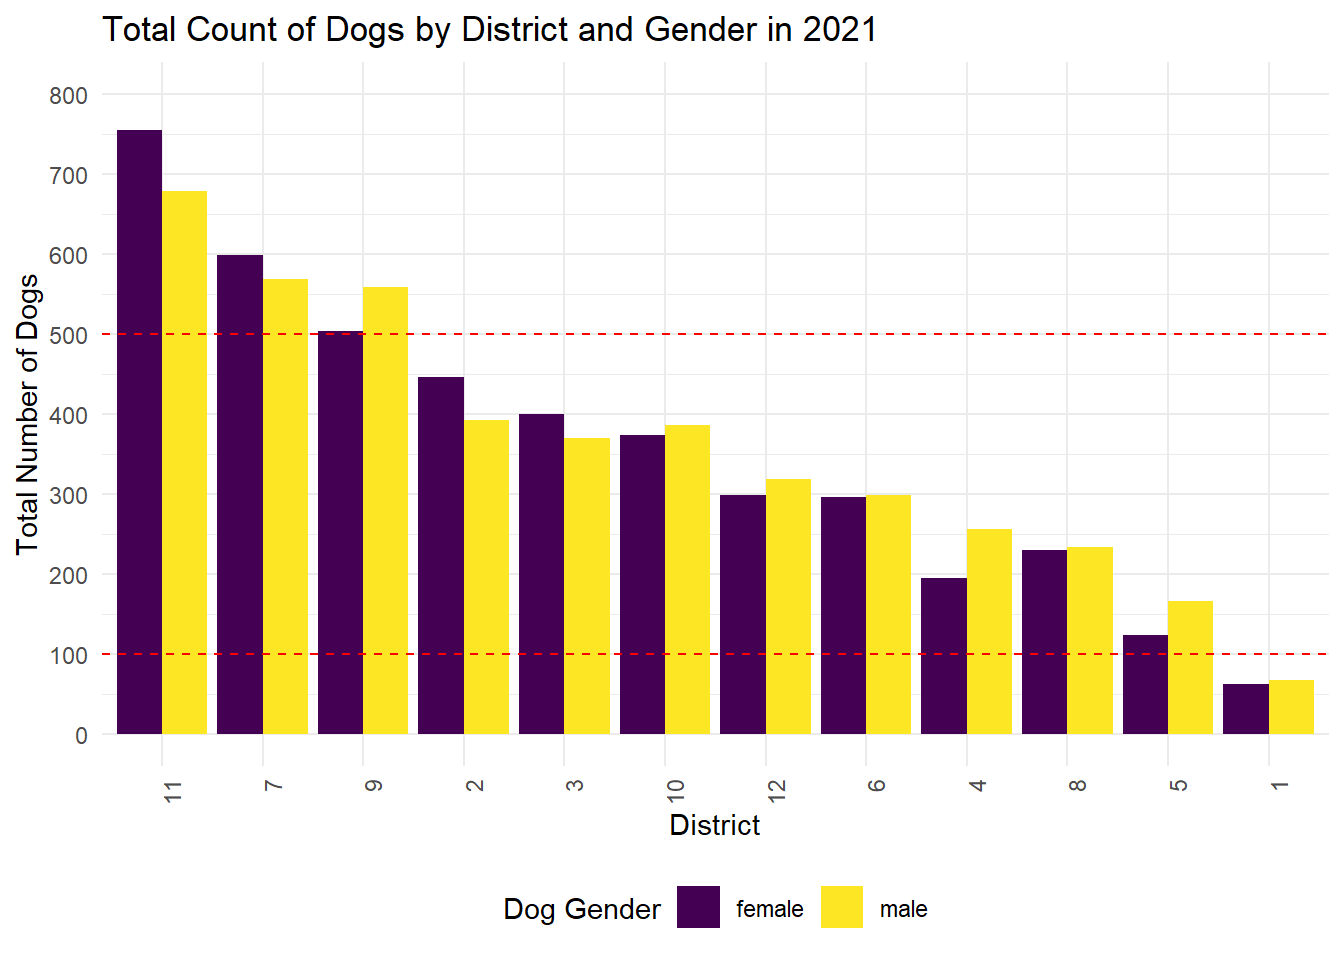 Total Count of Dogs by District and Gender in 2021
Total Number of Dogs
800
700
600
500
400
300
200
100
0
11 7 9 2 3 10 12 6 4 8 5 1
District
Dog Gender female male